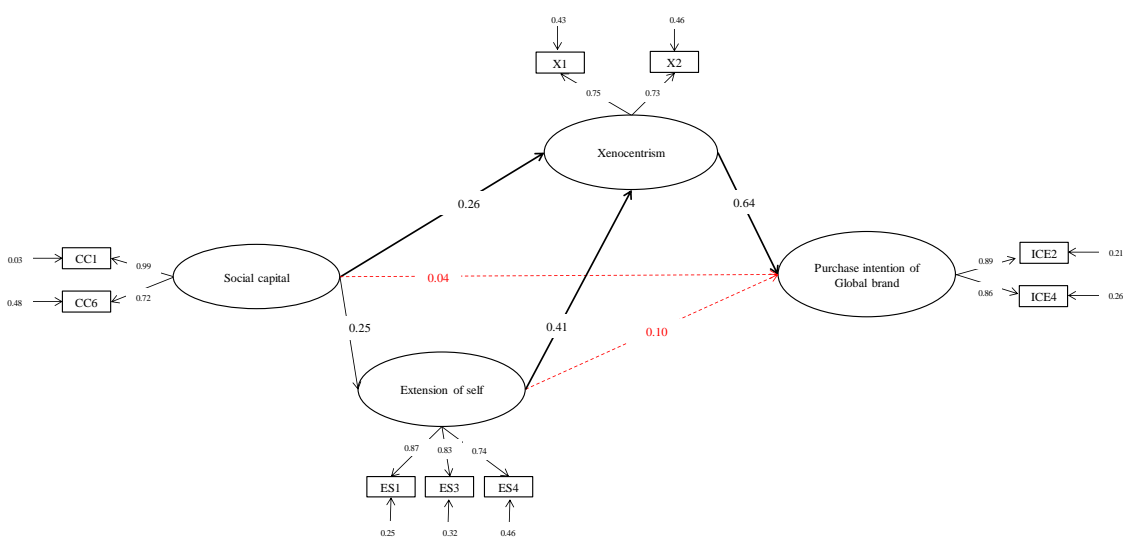 0.43
0.46
X1
X2
0.75
0.73
Xenocentrism
0.26
0.64
0.03
CC1
0.99
0.48
CC6
0.72
Social capital
0.04
Purchase intention of
Global brand
0.89
ICE2
0.21
0.86
ICE4
0.26
0.25
0.41
0.10
Extension of self
0.87
0.83
0.74
ES1
ES3
ES4
0.25
0.32
0.46